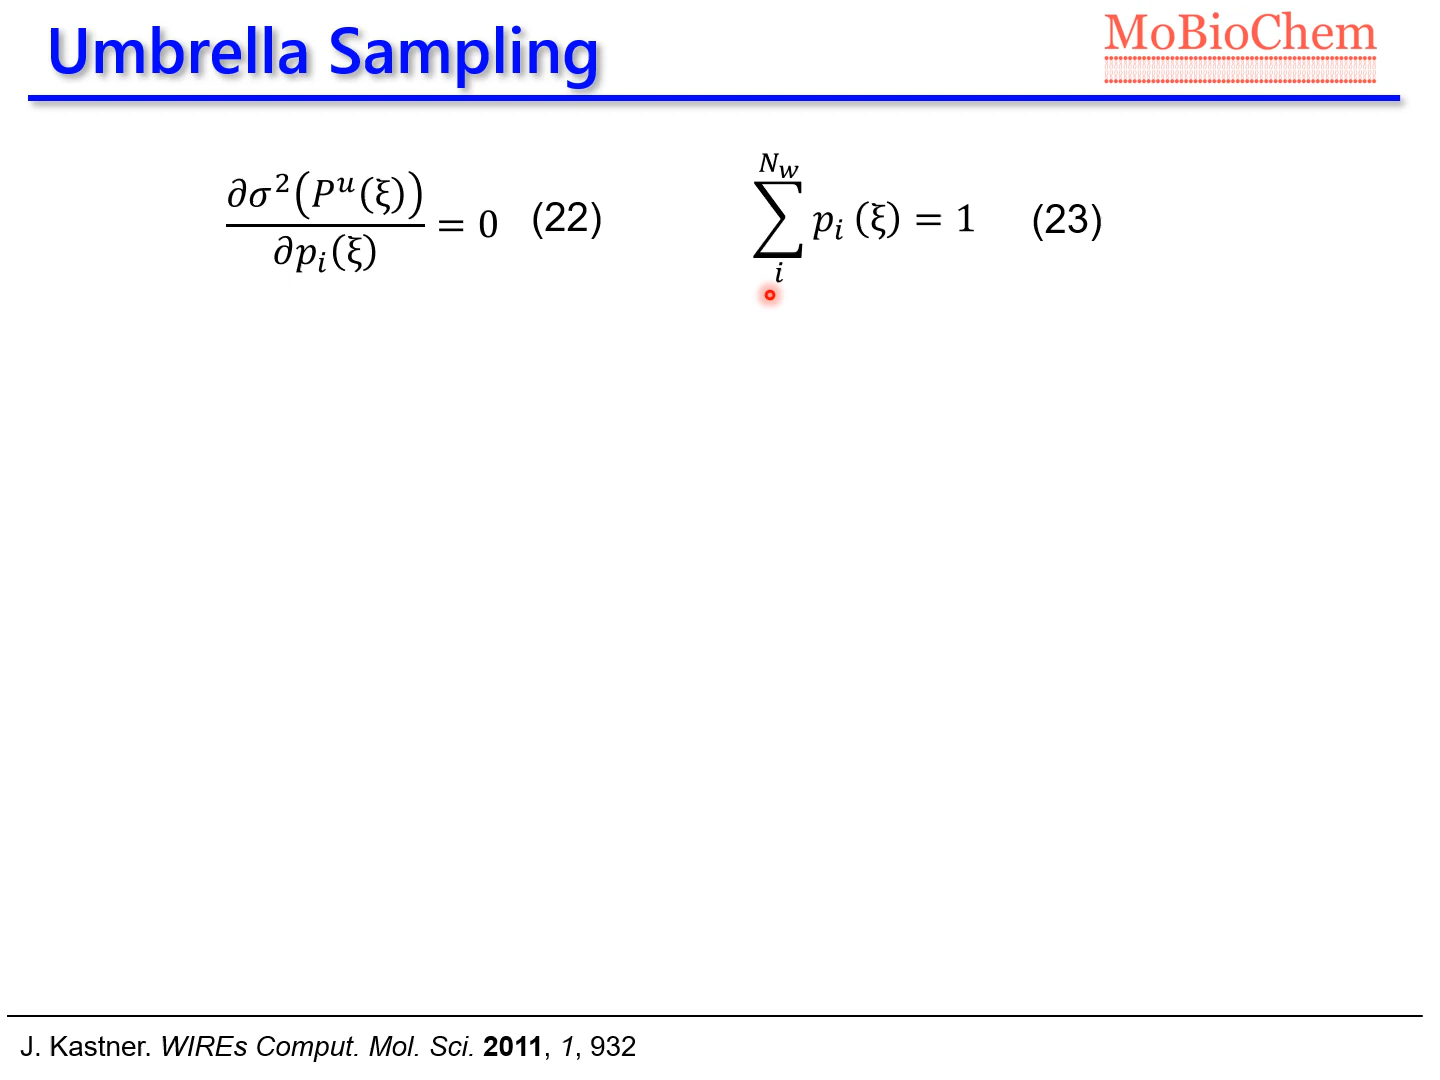 Umbrella Sampling
MoBioChem
∂σ²(Pᵘ(ξ)) / ∂pᵢ(ξ) = 0 (22)
∑ᵢ^{N_w} pᵢ (ξ) = 1 (23)
J. Kastner. WIREs Comput. Mol. Sci. 2011, 1, 932